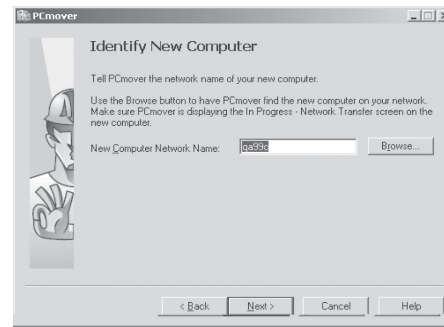 PCmover
Identify New Computer
Tell PCmover the network name of your new computer.
Use the Browse button to have PCmover find the new computer on your network.
Make sure PCmover is displaying the In Progress - Network Transfer screen on the
new computer.
New Computer Network Name: qa99c Browse...
< Back Next > Cancel Help